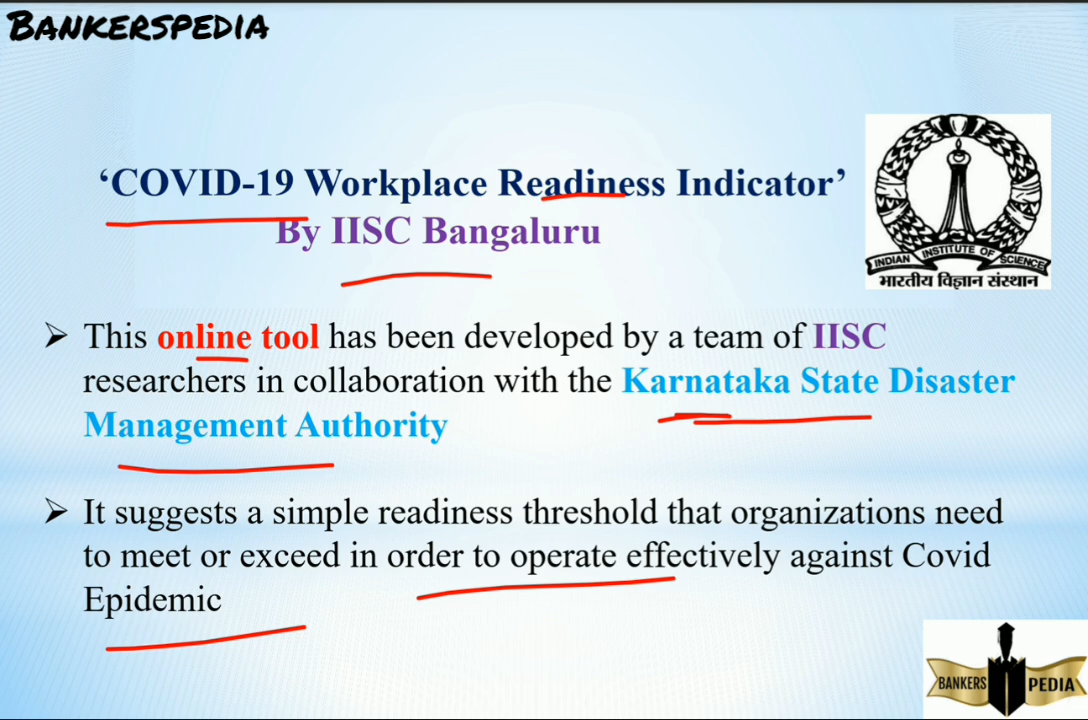 BANKERSPEDIA
‘COVID-19 Workplace Readiness Indicator’
By IISC Bangaluru
INDIAN INSTITUTE OF SCIENCE
भारतीय विज्ञान संस्थान
➢ This online tool has been developed by a team of IISC
researchers in collaboration with the Karnataka State Disaster
Management Authority
➢ It suggests a simple readiness threshold that organizations need
to meet or exceed in order to operate effectively against Covid
Epidemic
BANKERS PEDIA